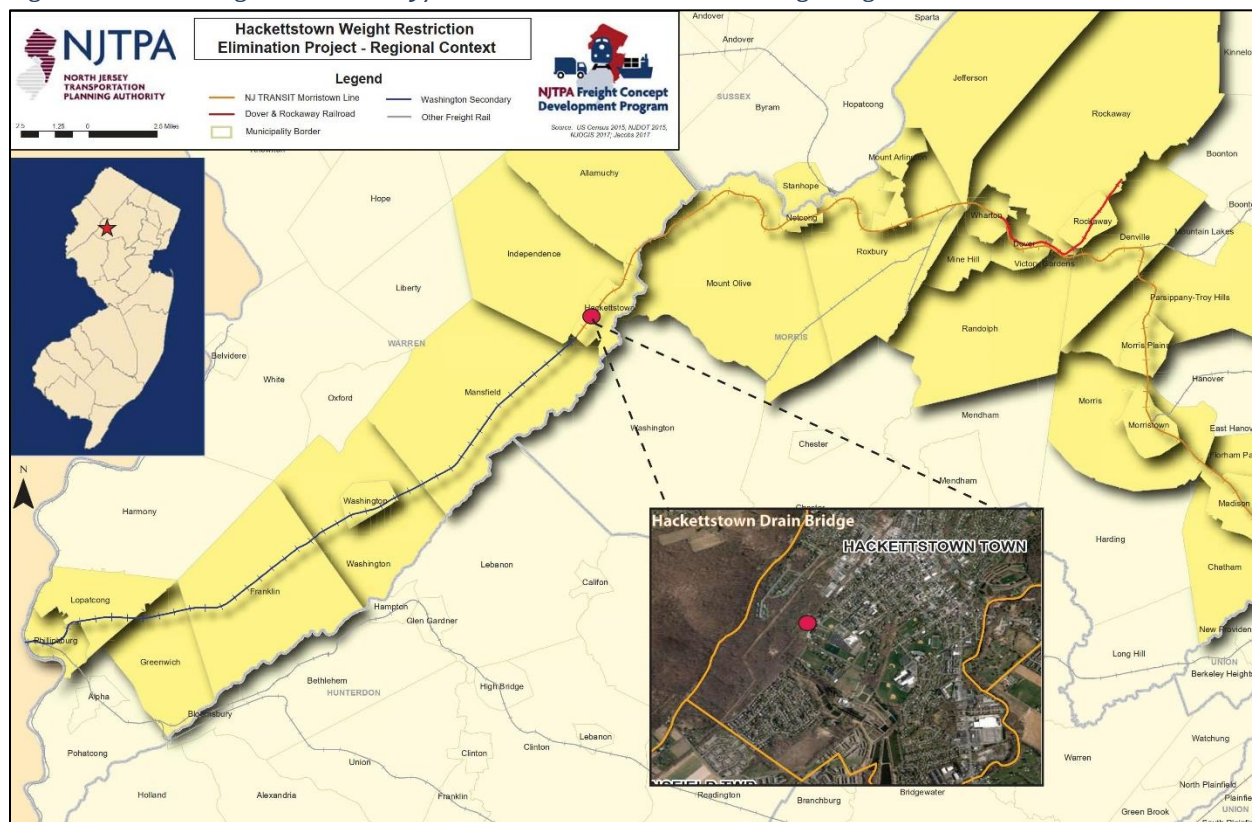 NJTPA
NORTH JERSEY
TRANSPORTATION
PLANNING AUTHORITY
Hackettstown Weight Restriction
Elimination Project - Regional Context
Legend
NJ TRANSIT Morristown Line
Washington Secondary
Dover & Rockaway Railroad
Other Freight Rail
Municipality Border
1.25 0 2.5 Miles
NJTPA Freight Concept
Development Program
Source: US Census 2015, NJDOT 2015,
NJOGIS 2017; Jacobs 2017
Andover
Andover
Sparta
Kinnelon
Jefferson
SUSSEX
Byram
Hopatcong
Rockaway
Mount Arlington
Boonton
Allamuchy
Stanhope
Hope
Netcong
Wharton
Rockaway
Boonton
Mountain Lakes
Denville
Dover
Victory Gardens
Mine Hill
Roxbury
Independence
Mount Olive
Liberty
Hackettstown
Parsippany-Troy Hills
Randolph
MORRIS
Morris Plains
WARREN
Belvidere
White
Mansfield
Hanover
Oxford
Morris
Mendham
Morristown
East Hanover
Washington
Chester
Florham Park
Mendham
Madison
N
Washington
Harmony
Chester
Hackettstown Drain Bridge
HACKETTSTOWN TOWN
Harding
Chatham
Washington
Lebanon
Califon
Franklin
Lopatcong
Hampton
Glen Gardner
Phillipsburg
New Providence
Greenwich
Long Hill
UNION
Berkeley Heights
Bethlehem
HUNTERDON
High Bridge
Alpha
Bloomsbury
Lebanon
Pohatcong
Union
Clinton
Clinton
Warren
Watchung
North Plainfield
Holland
Alexandria
Franklin
Readington
Branchburg
Bridgewater
Green Brook
UNION